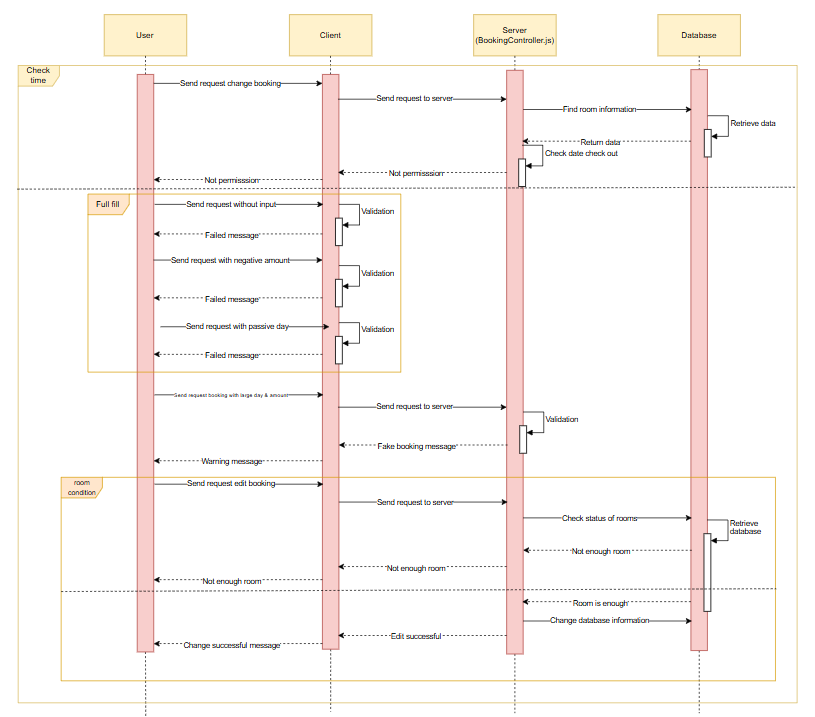 User
Client
Server
(BookingController.js)
Database
Check
time
Send request change booking
Send request to server
Find room information
Retrieve data
Return data
Check date check out
Not permisssion
Not permisssion
Full fill
Send request without input
Validation
Failed message
Send request with negative amount
Validation
Failed message
Send request with passive day
Validation
Failed message
Send request booking with large day & amount
Send request to server
Validation
Fake booking message
Warning message
room
condition
Send request edit booking
Send request to server
Check status of rooms
Retrieve
database
Not enough room
Not enough room
Not enough room
Room is enough
Change database information
Edit successful
Change successful message